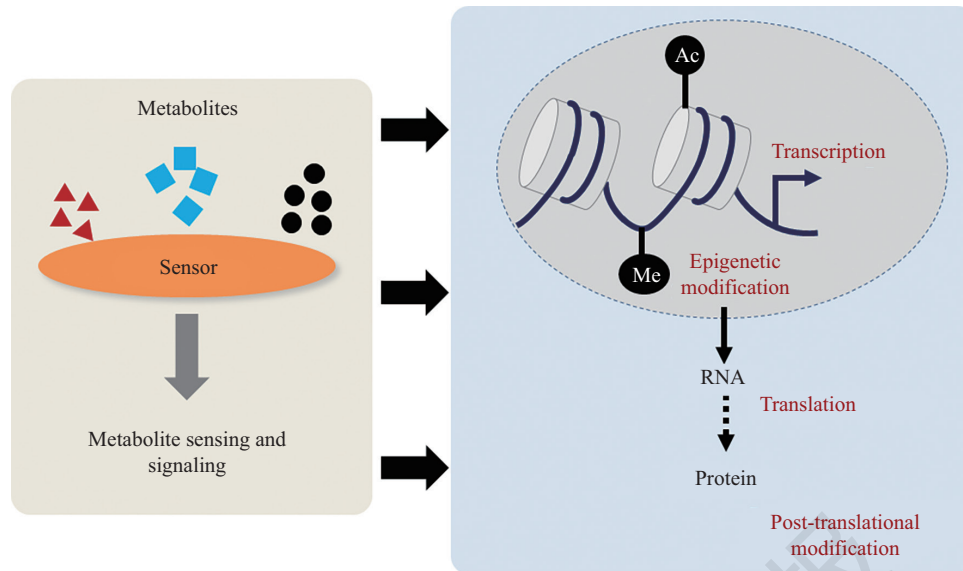 Metabolites
Sensor
Metabolite sensing and
signaling
Ac
Transcription
Me
Epigenetic
modification
RNA
Translation
Protein
Post-translational
modification